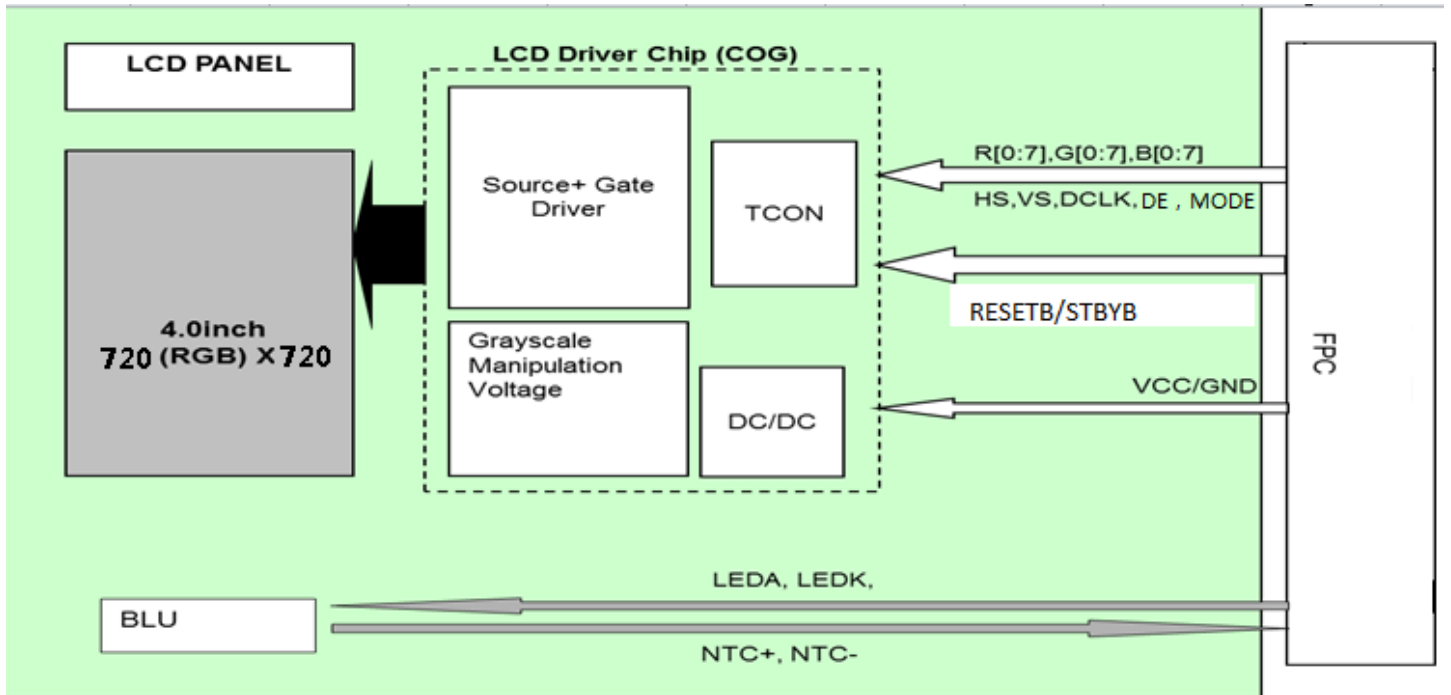 LCD PANEL
LCD Driver Chip (COG)
4.0inch
720 (RGB) X 720
Source+ Gate
Driver
TCON
Grayscale
Manipulation
Voltage
DC/DC
R[0:7],G[0:7],B[0:7]
HS,VS,DCLK, DE , MODE
RESETB/STBYB
VCC/GND
FPC
LEDA, LEDK,
BLU
NTC+, NTC-